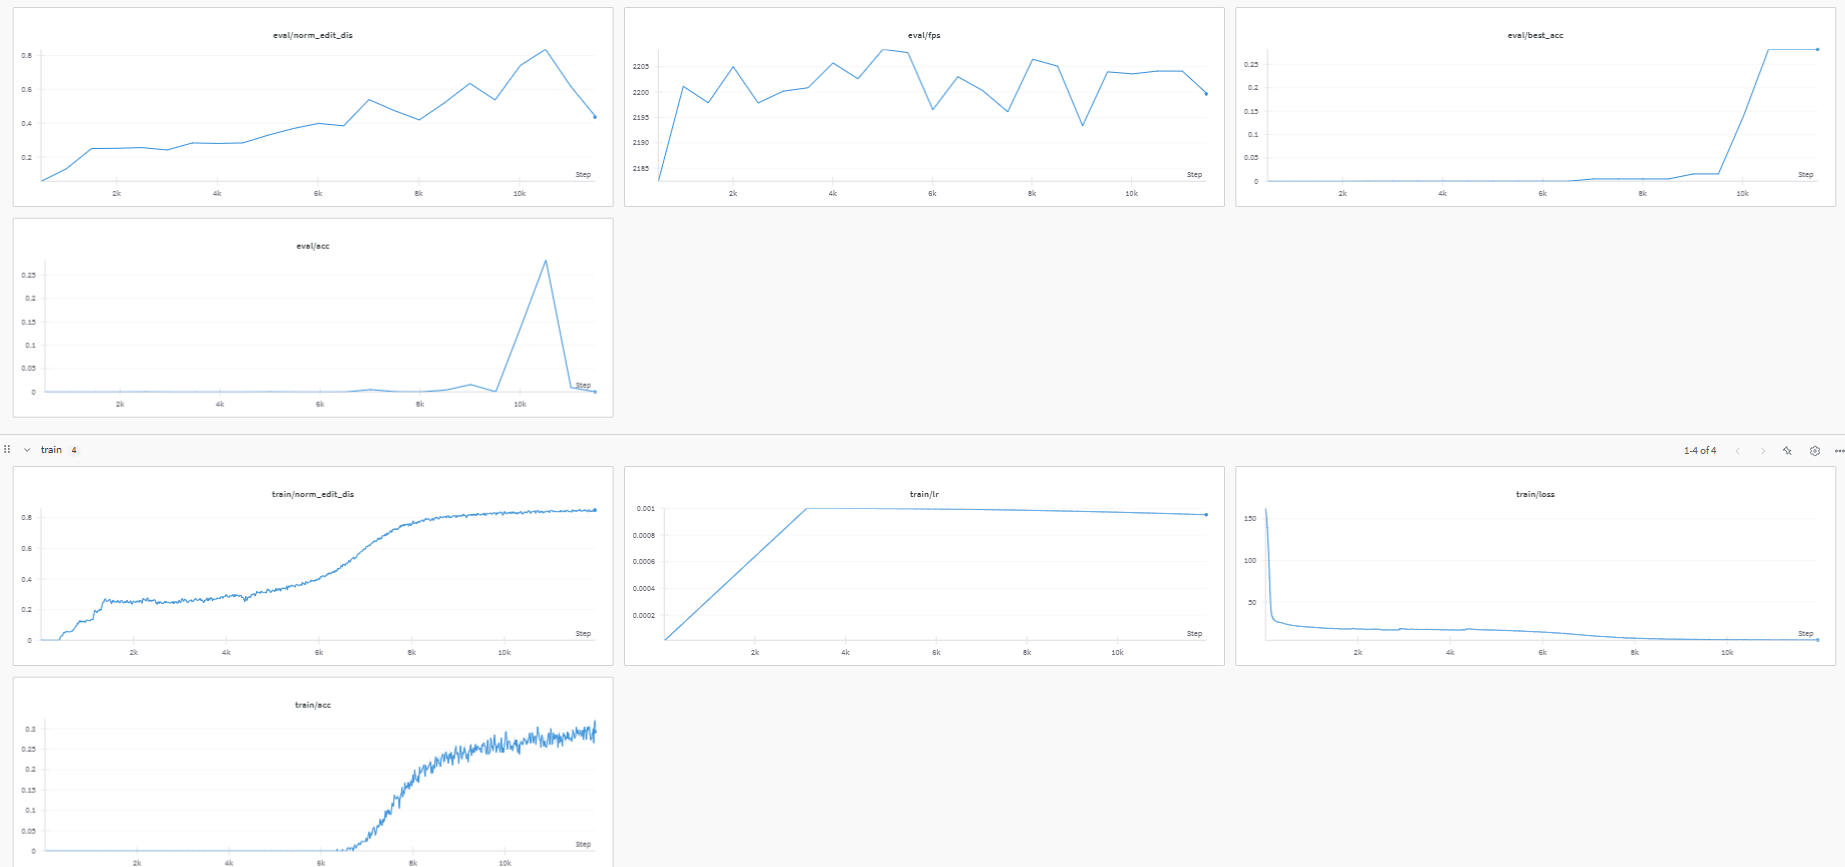 eval/norm_edit_dis
0.8
0.6
0.4
0.2
2k 4k 6k 8k 10k
Step
eval/fps
2205
2200
2195
2190
2185
2k 4k 6k 8k 10k
Step
eval/best_acc
0.25
0.2
0.15
0.1
0.05
0
2k 4k 6k 8k 10k
Step
eval/acc
0.25
0.2
0.15
0.1
0.05
0
2k 4k 6k 8k 10k
Step
train 4
1-4 of 4
train/norm_edit_dis
0.8
0.6
0.4
0.2
0
2k 4k 6k 8k 10k
Step
train/lr
0.001
0.0008
0.0006
0.0004
0.0002
2k 4k 6k 8k 10k
Step
train/loss
150
100
50
2k 4k 6k 8k 10k
Step
train/acc
0.3
0.25
0.2
0.15
0.1
0.05
0
2k 4k 6k 8k 10k
Step